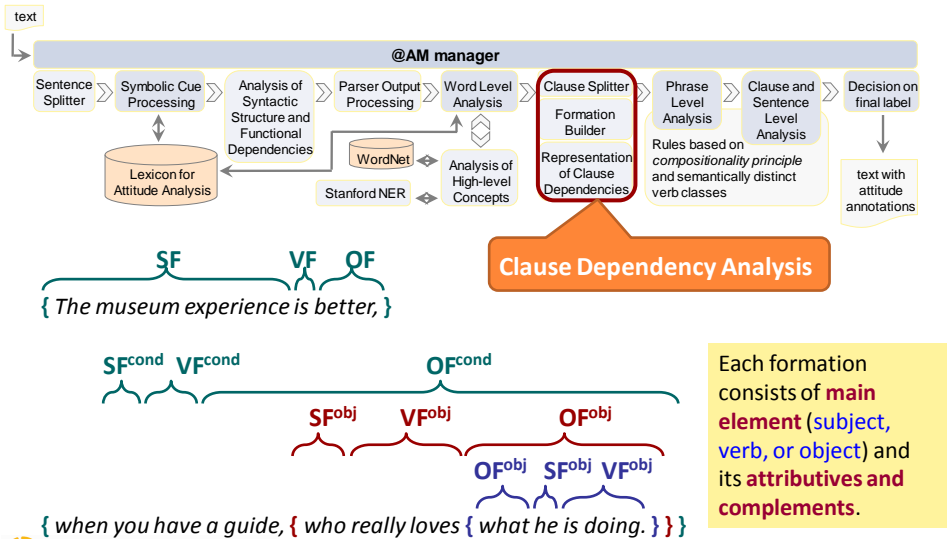 text
@AM manager
Sentence
Splitter
Symbolic Cue
Processing
Analysis of
Syntactic
Structure and
Functional
Dependencies
Parser Output
Processing
Word Level
Analysis
Clause Splitter
Formation
Builder
Representation
of Clause
Dependencies
Phrase
Level
Analysis
Clause and
Sentence
Level
Analysis
Decision on
final label
Lexicon for
Attitude Analysis
WordNet
Stanford NER
Analysis of
High-level
Concepts
Rules based on
compositionality principle
and semantically distinct
verb classes
text with
attitude
annotations
Clause Dependency Analysis
SF VF OF
{ The museum experience is better, }
SFcond VFcond OFcond
SFobj VFobj OFobj
OFobj SFobj VFobj
{ when you have a guide, { who really loves { what he is doing. } } }
Each formation
consists of main
element (subject,
verb, or object) and
its attributives and
complements.